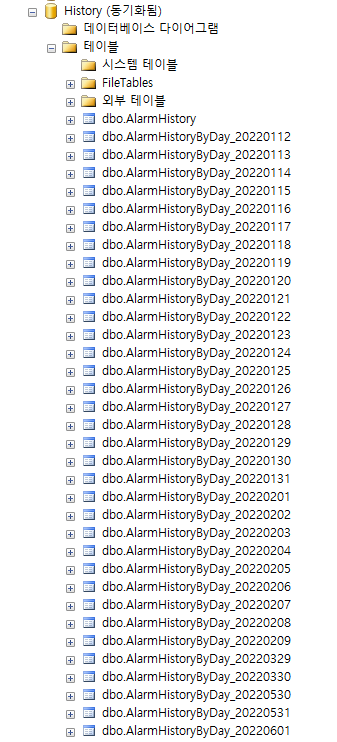 History (동기화됨)
데이터베이스 다이어그램
테이블
시스템 테이블
FileTables
외부 테이블
dbo.AlarmHistory
dbo.AlarmHistoryByDay_20220112
dbo.AlarmHistoryByDay_20220113
dbo.AlarmHistoryByDay_20220114
dbo.AlarmHistoryByDay_20220115
dbo.AlarmHistoryByDay_20220116
dbo.AlarmHistoryByDay_20220117
dbo.AlarmHistoryByDay_20220118
dbo.AlarmHistoryByDay_20220119
dbo.AlarmHistoryByDay_20220120
dbo.AlarmHistoryByDay_20220121
dbo.AlarmHistoryByDay_20220122
dbo.AlarmHistoryByDay_20220123
dbo.AlarmHistoryByDay_20220124
dbo.AlarmHistoryByDay_20220125
dbo.AlarmHistoryByDay_20220126
dbo.AlarmHistoryByDay_20220127
dbo.AlarmHistoryByDay_20220128
dbo.AlarmHistoryByDay_20220129
dbo.AlarmHistoryByDay_20220130
dbo.AlarmHistoryByDay_20220131
dbo.AlarmHistoryByDay_20220201
dbo.AlarmHistoryByDay_20220202
dbo.AlarmHistoryByDay_20220203
dbo.AlarmHistoryByDay_20220204
dbo.AlarmHistoryByDay_20220205
dbo.AlarmHistoryByDay_20220206
dbo.AlarmHistoryByDay_20220207
dbo.AlarmHistoryByDay_20220208
dbo.AlarmHistoryByDay_20220209
dbo.AlarmHistoryByDay_20220329
dbo.AlarmHistoryByDay_20220330
dbo.AlarmHistoryByDay_20220530
dbo.AlarmHistoryByDay_20220531
dbo.AlarmHistoryByDay_20220601